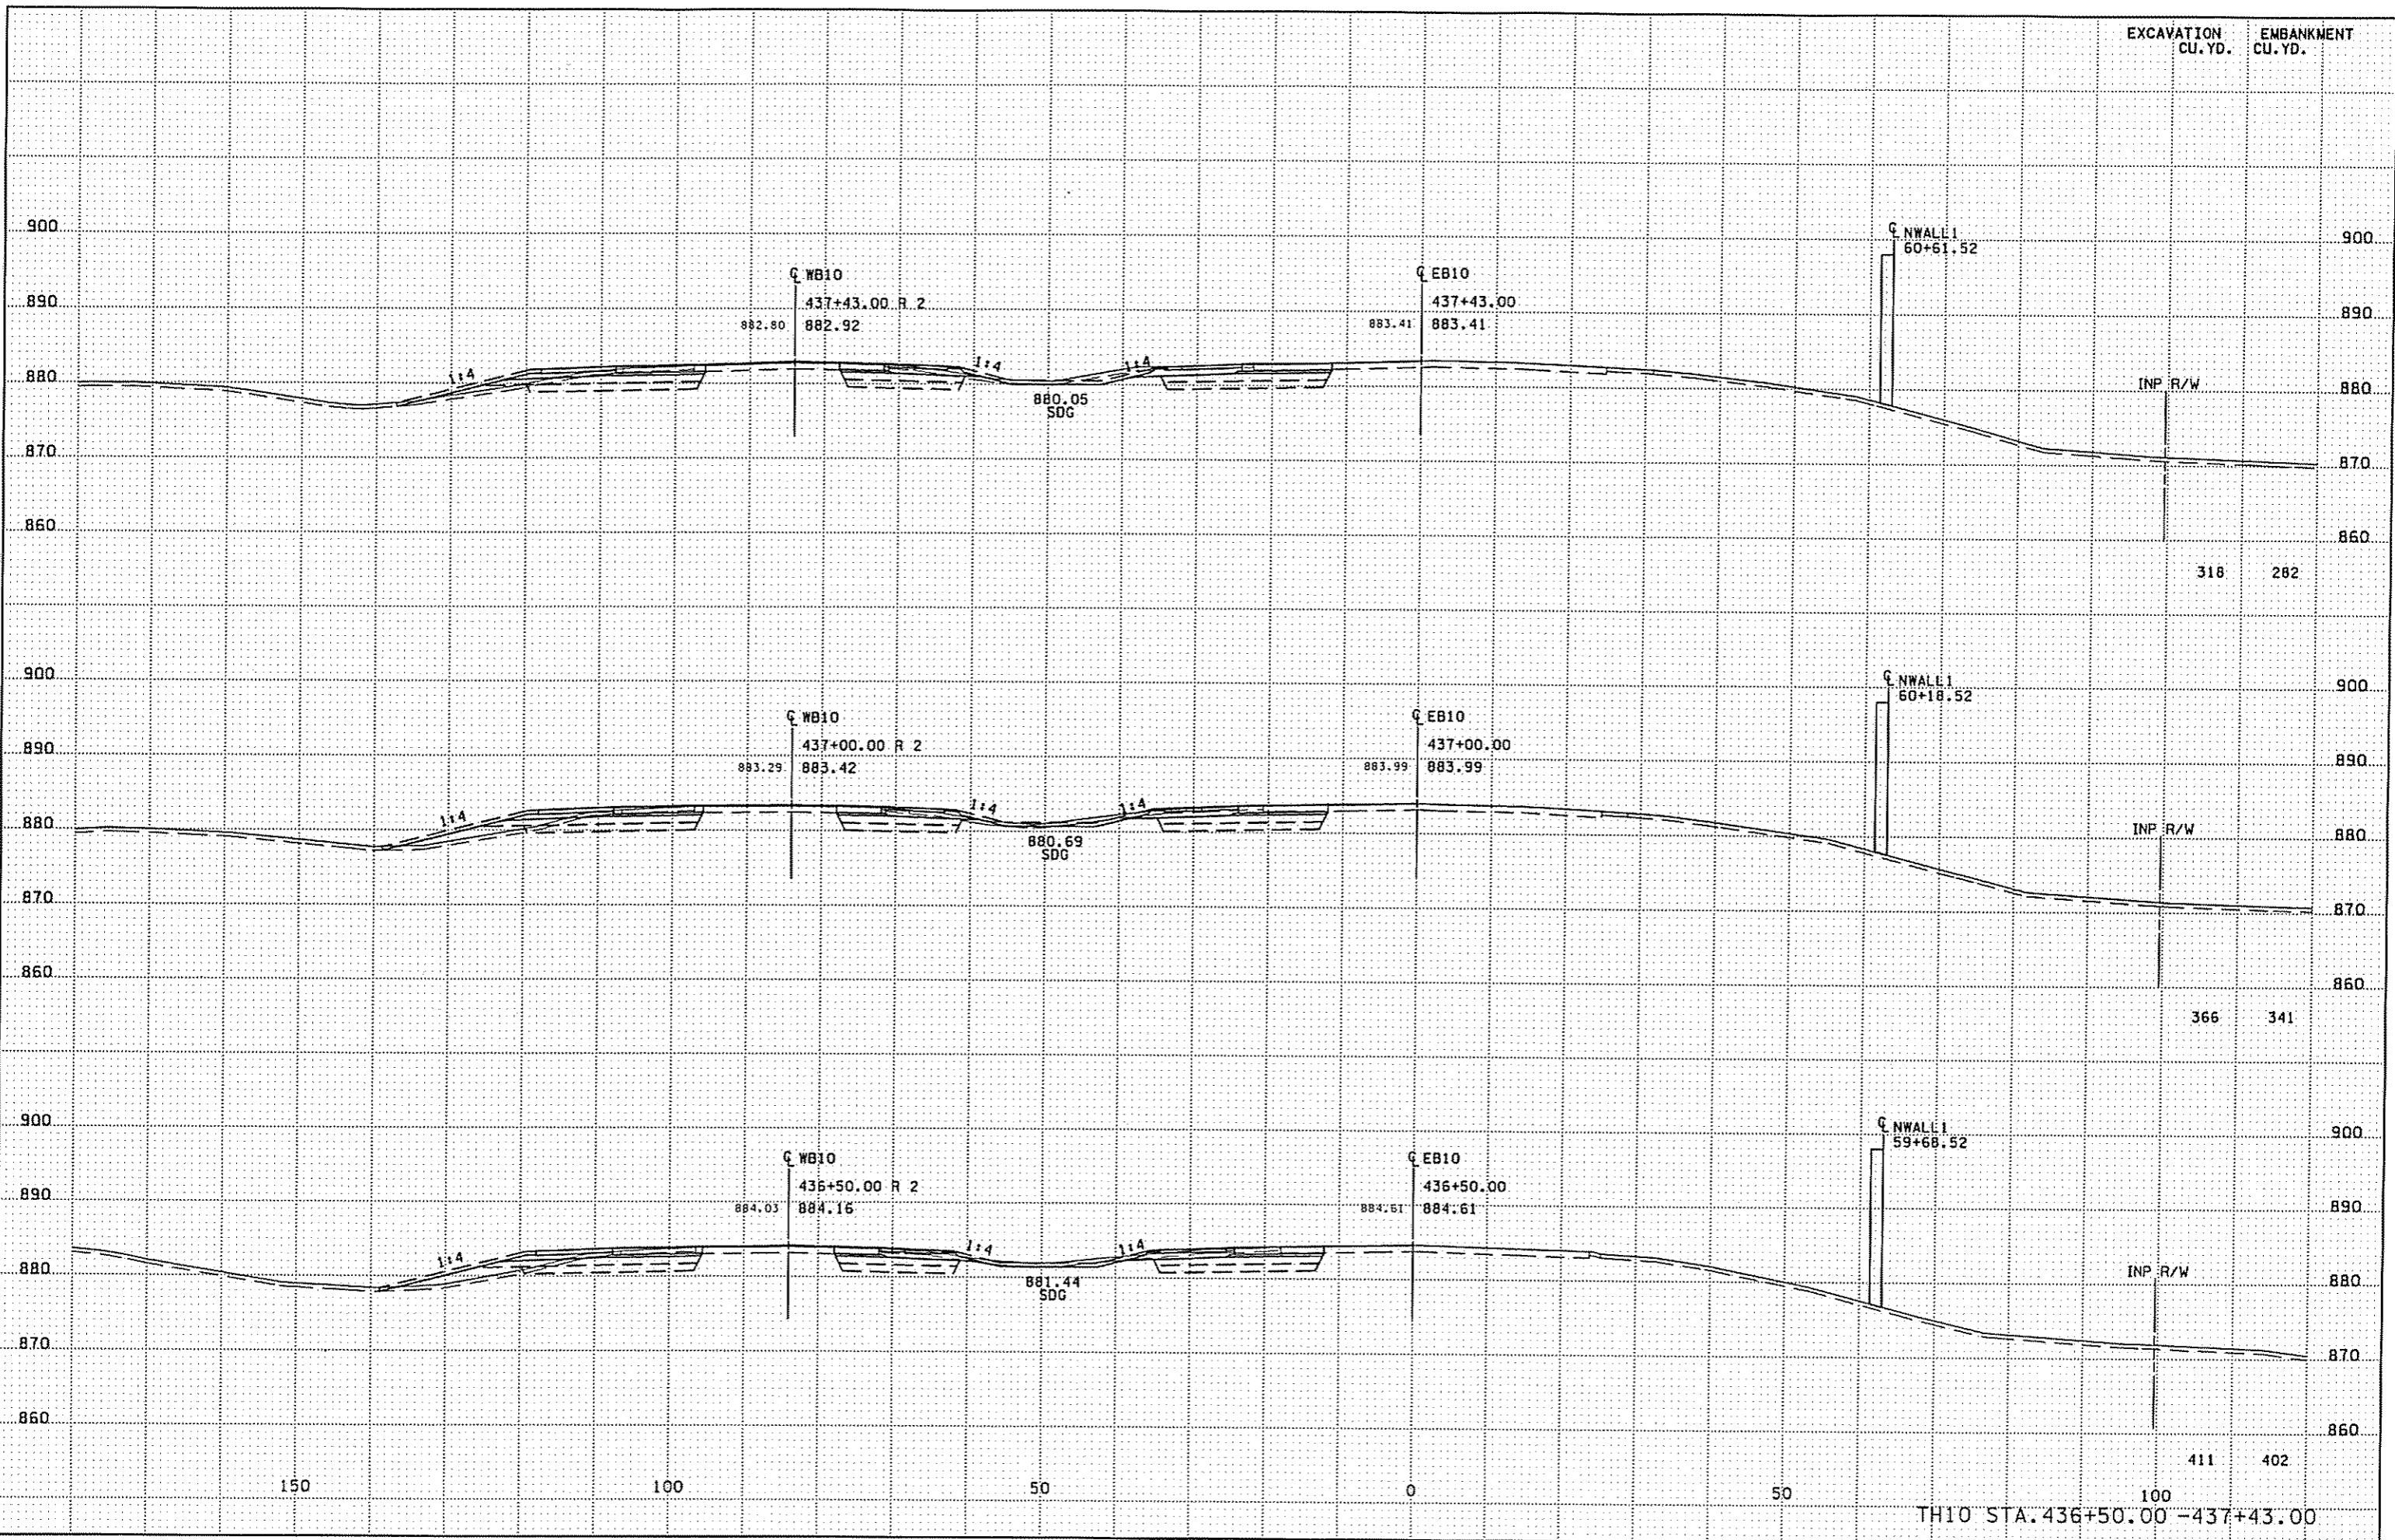 EXCAVATION EMBANKMENT
CU.YD. CU.YD.
900 900
℄ NWALL1
60+61.52
℄ WB10
437+43.00 R 2
882.80 882.92
℄ EB10
437+43.00
883.41 883.41
890 890
1:4 1:4 1:4
880 880
880.05
SDG
INP R/W
870 870
860 860
318 282
900 900
℄ NWALL1
60+18.52
℄ WB10
437+00.00 R 2
883.29 883.42
℄ EB10
437+00.00
883.99 883.99
890 890
1:4 1:4 1:4
880 880
880.69
SDG
INP R/W
870 870
860 860
366 341
900 900
℄ NWALL1
59+68.52
℄ WB10
436+50.00 R 2
884.03 884.16
℄ EB10
436+50.00
884.61 884.61
890 890
1:4 1:4 1:4
880 880
881.44
SDG
INP R/W
870 870
860 860
411 402
150 100 50 0 50 100
TH10 STA.436+50.00 -437+43.00